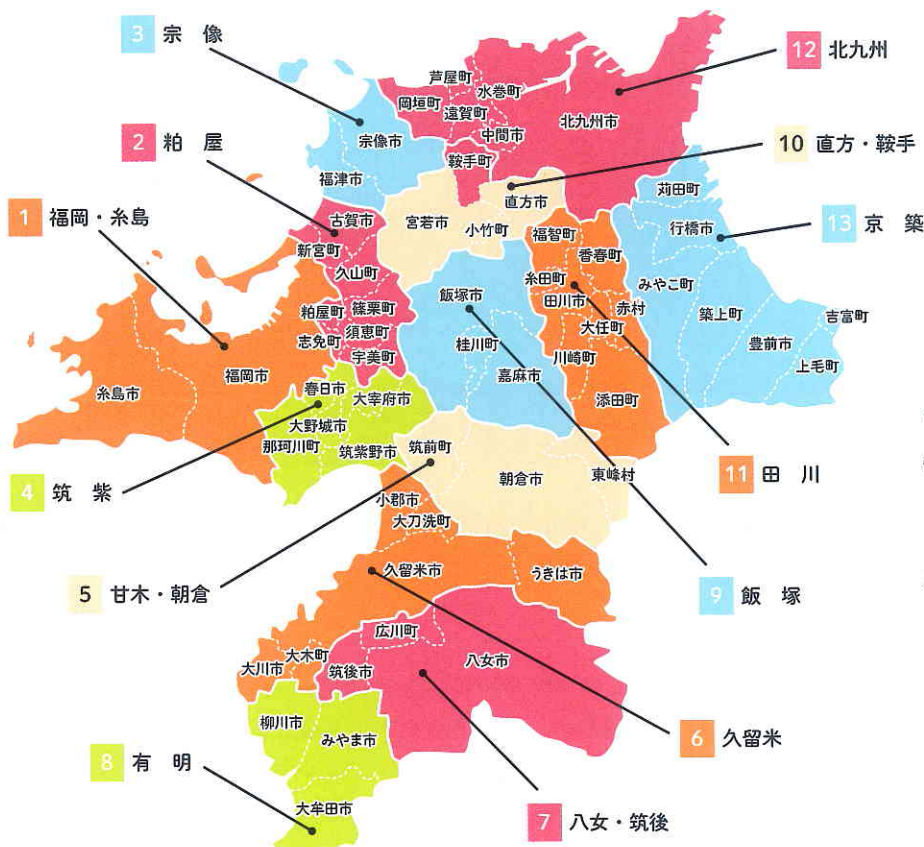 3 宗 像
12 北九州
芦屋町
水巻町
岡垣町
遠賀町
北九州市
中間市
宗像市
2 粕 屋
鞍手町
10 直方・鞍手
福津市
直方市
苅田町
1 福岡・糸島
古賀市
宮若市
小竹町
福智町
行橋市
13 京 築
新宮町
香春町
久山町
糸田町
みやこ町
飯塚市
田川市
赤村
粕屋町
篠栗町
築上町
吉富町
須恵町
大任町
志免町
桂川町
豊前市
宇美町
川崎町
上毛町
福岡市
嘉麻市
糸島市
春日市
大宰府市
添田町
大野城市
那珂川町
筑紫野市
筑前町
東峰村
朝倉市
11 田 川
4 筑 紫
小郡市
大刀洗町
久留米市
うきは市
5 甘木・朝倉
9 飯 塚
広川町
大木町
八女市
大川市
筑後市
柳川市
みやま市
6 久留米
8 有 明
大牟田市
7 八女・筑後